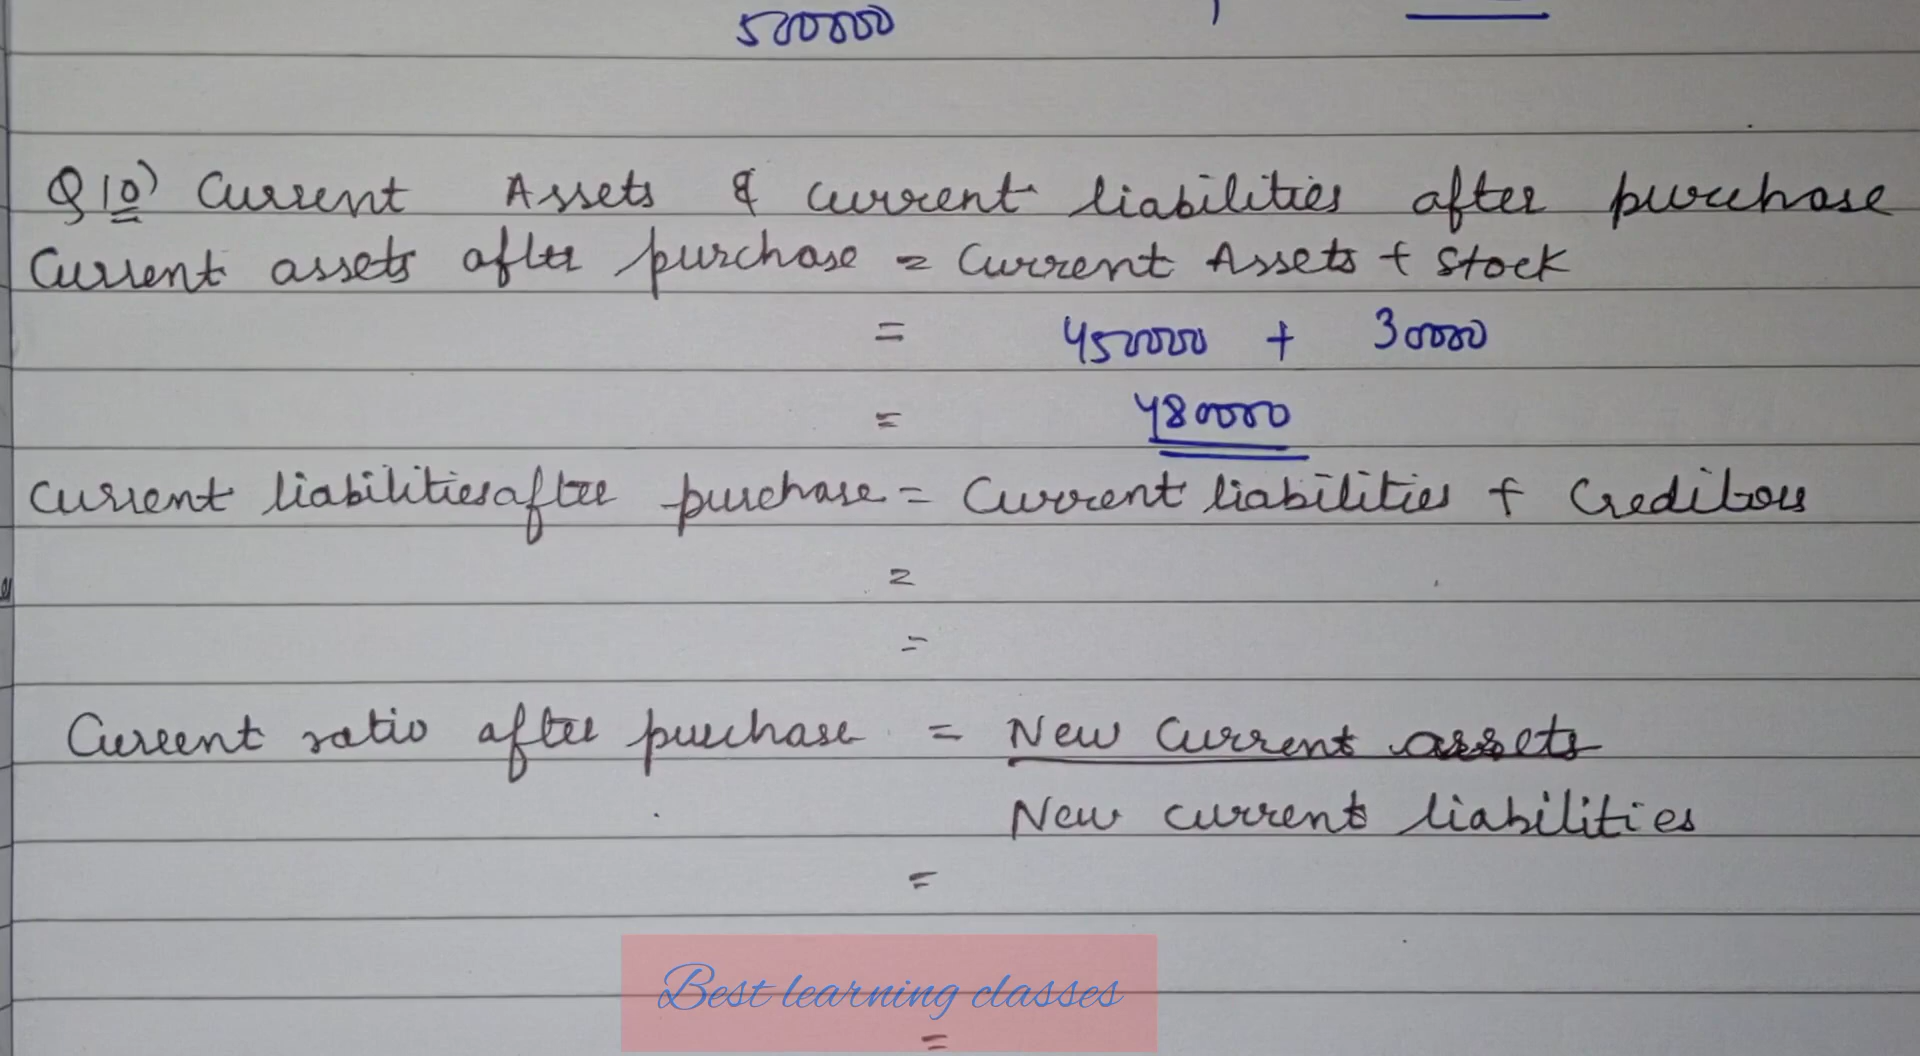 500000
Q10) Current Assets & current liabilities after purchase
Current assets after purchase = Current Assets + Stock
= 450000 + 30000
= 480000
Current liabilities after purchase = Current liabilities + Creditors
=
=
Current ratio after purchase = New Current assets
New current liabilities
=
Best learning classes
=